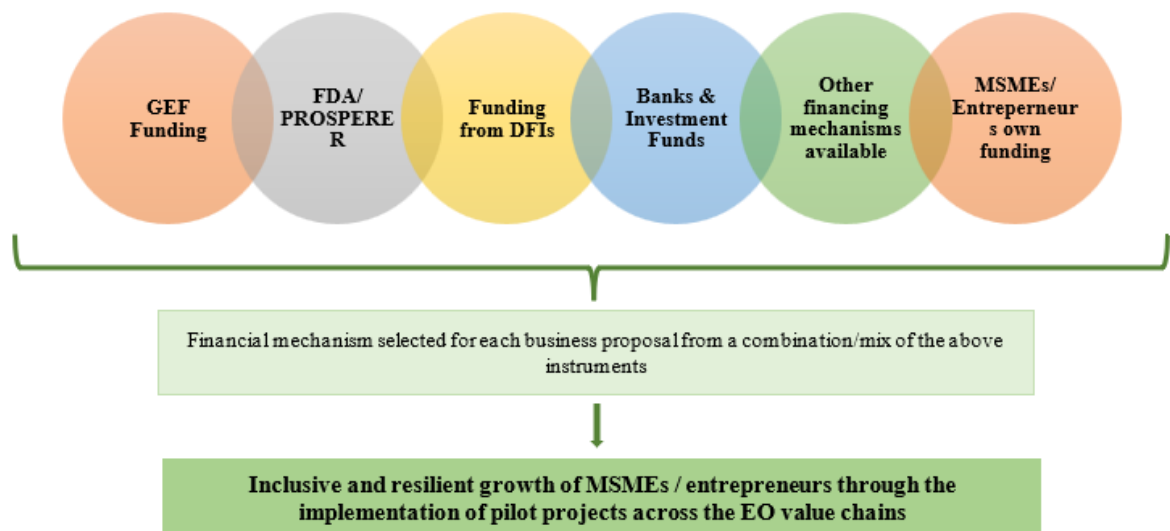 GEF
Funding
FDA/
PROSPERE
R
Funding
from DFIs
Banks &
Investment
Funds
Other
financing
mechanisms
available
MSMEs/
Entreperneur
s own
funding
Financial mechanism selected for each business proposal from a combination/mix of the above
instruments
Inclusive and resilient growth of MSMEs / entrepreneurs through the
implementation of pilot projects across the EO value chains